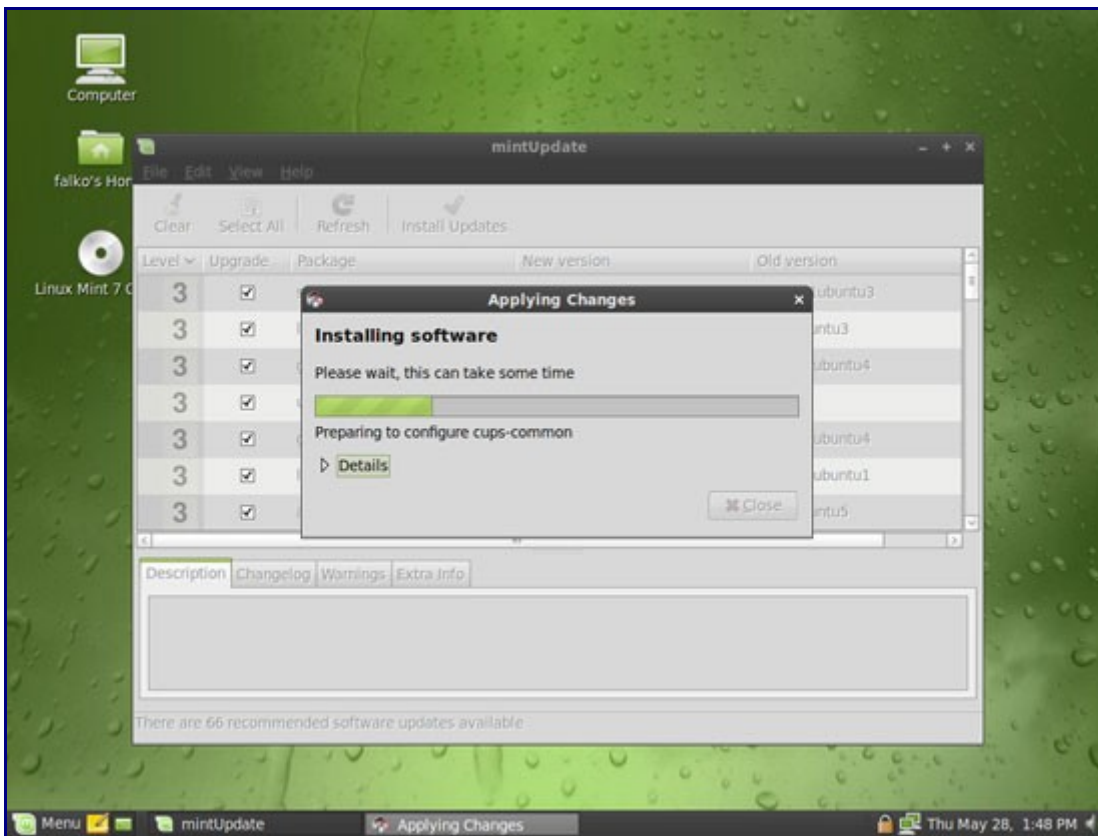 Computer
falko's Hor
Linux Mint 7 G
mintUpdate
File Edit View Help
Clear Select All Refresh Install Updates
Level Upgrade Package New version Old version
3 ubuntu3
3 untu3
3 ubuntu4
3
3 ubuntu4
3 ubuntu1
3 untu5
Applying Changes
Installing software
Please wait, this can take some time
Preparing to configure cups-common
Details
Close
Description Changelog Warnings Extra Info
There are 66 recommended software updates available
Menu mintUpdate Applying Changes Thu May 28, 1:48 PM